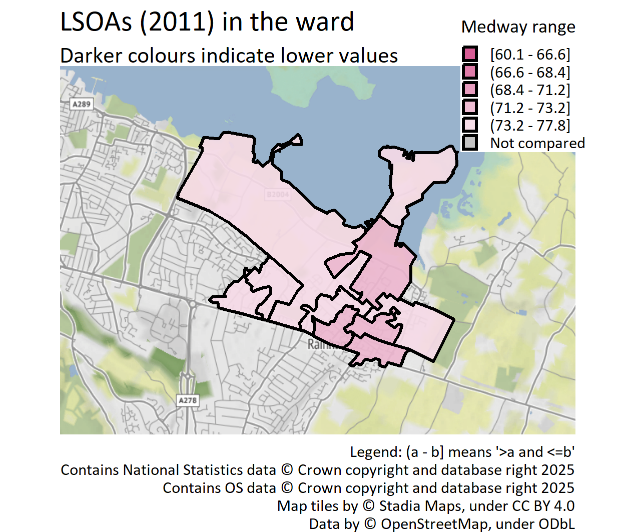 LSOAs (2011) in the ward
Darker colours indicate lower values
Medway range
[60.1 - 66.6]
(66.6 - 68.4]
(68.4 - 71.2]
(71.2 - 73.2]
(73.2 - 77.8]
Not compared
A289
A278
Legend: (a - b] means '>a and <=b'
Contains National Statistics data © Crown copyright and database right 2025
Contains OS data © Crown copyright and database right 2025
Map tiles by © Stadia Maps, under CC BY 4.0
Data by © OpenStreetMap, under ODbL